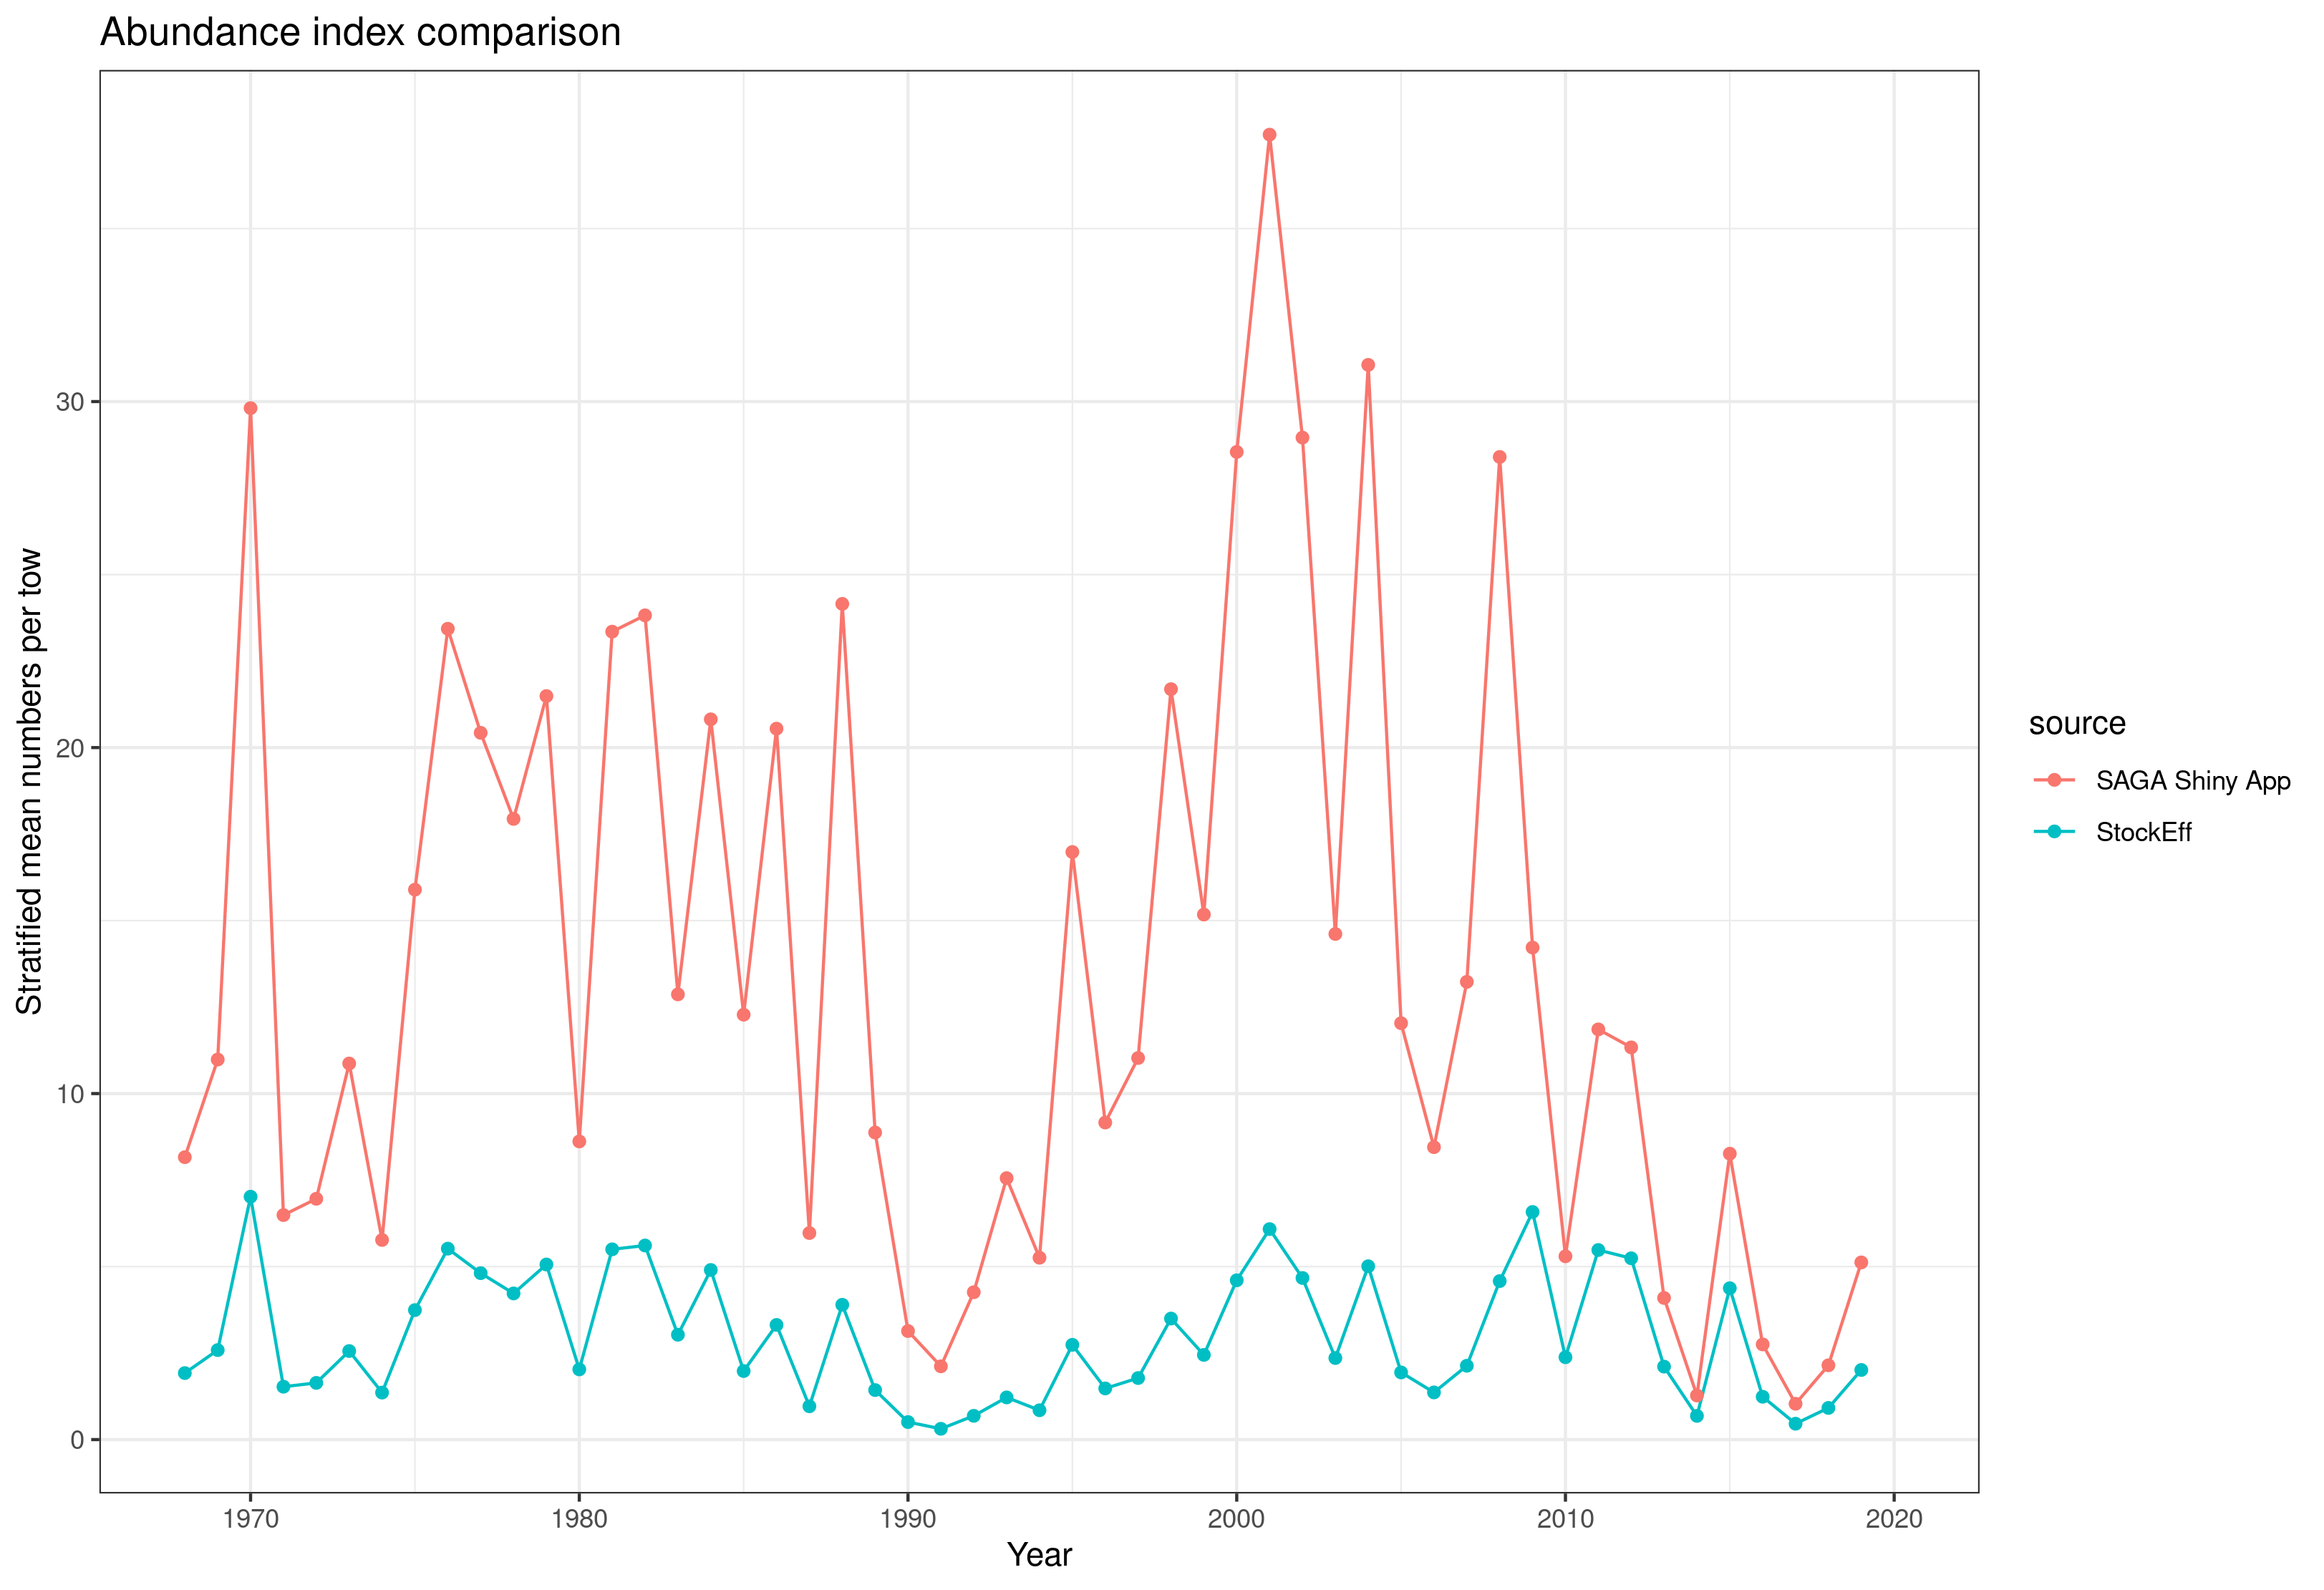 Abundance index comparison
Stratified mean numbers per tow
30
20
10
0
1970
1980
1990
2000
2010
2020
Year
source
SAGA Shiny App
StockEff